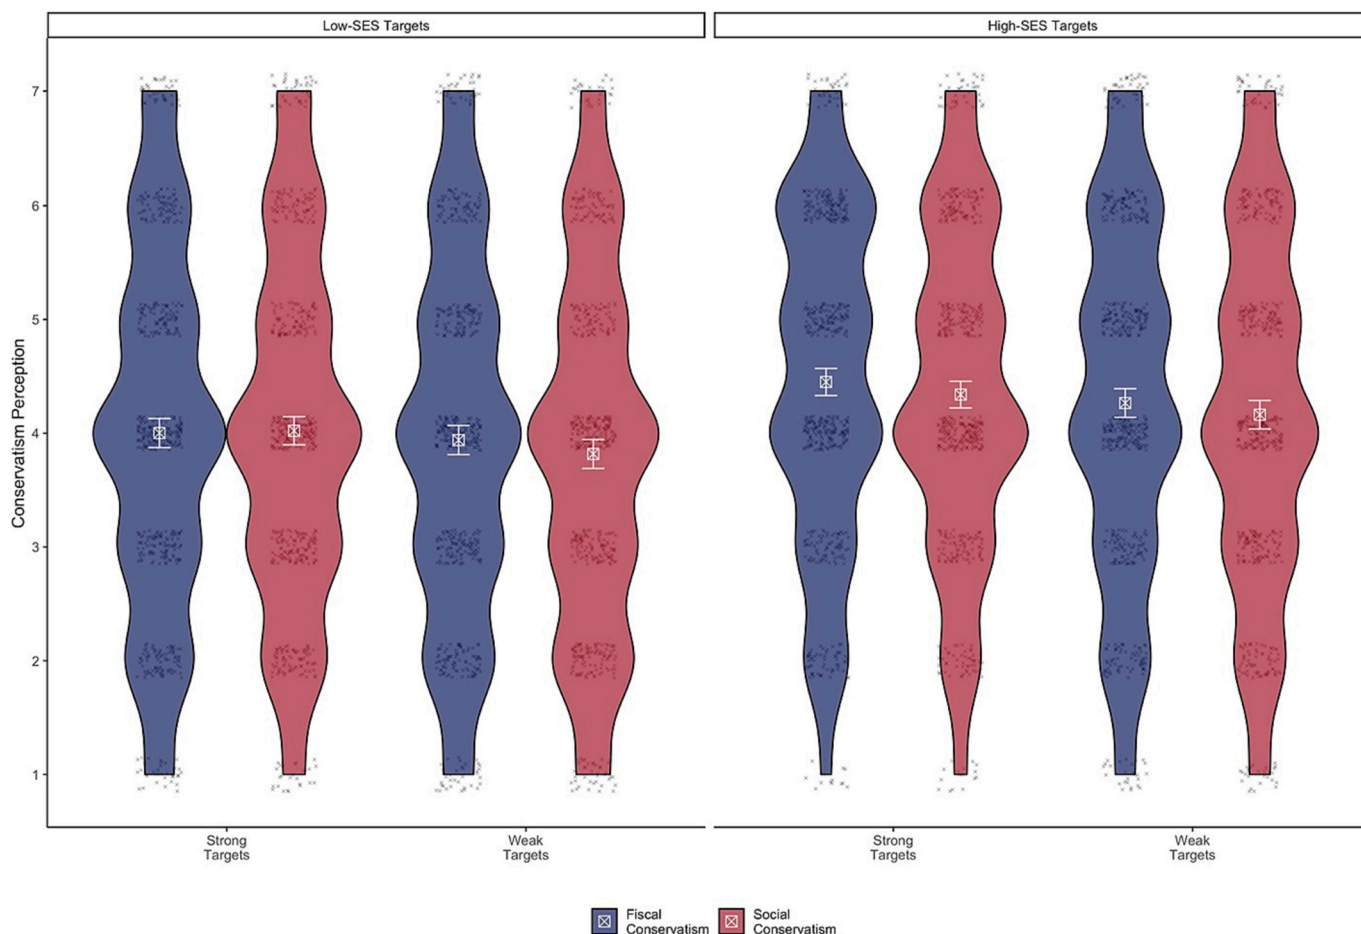 Low-SES Targets
High-SES Targets
Conservatism Perception
7
6
5
4
3
2
1
Strong
Targets
Weak
Targets
Strong
Targets
Weak
Targets
Fiscal
Conservatism
Social
Conservatism